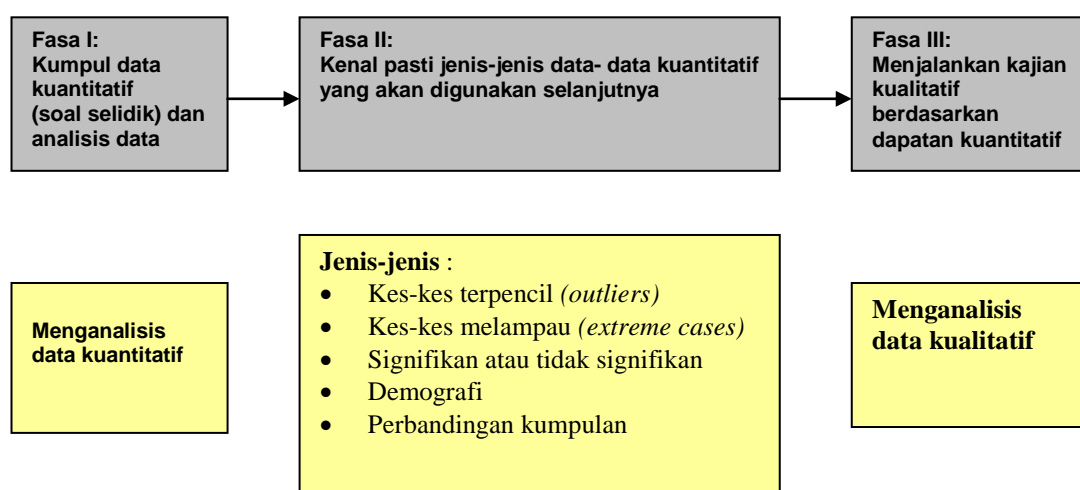 Fasa I:
Kumpul data
kuantitatif
(soal selidik) dan
analisis data
Fasa II:
Kenal pasti jenis-jenis data- data kuantitatif
yang akan digunakan selanjutnya
Fasa III:
Menjalankan kajian
kualitatif
berdasarkan
dapatan kuantitatif
Menganalisis
data kuantitatif
Jenis-jenis :
• Kes-kes terpencil (outliers)
• Kes-kes melampau (extreme cases)
• Signifikan atau tidak signifikan
• Demografi
• Perbandingan kumpulan
Menganalisis
data kualitatif